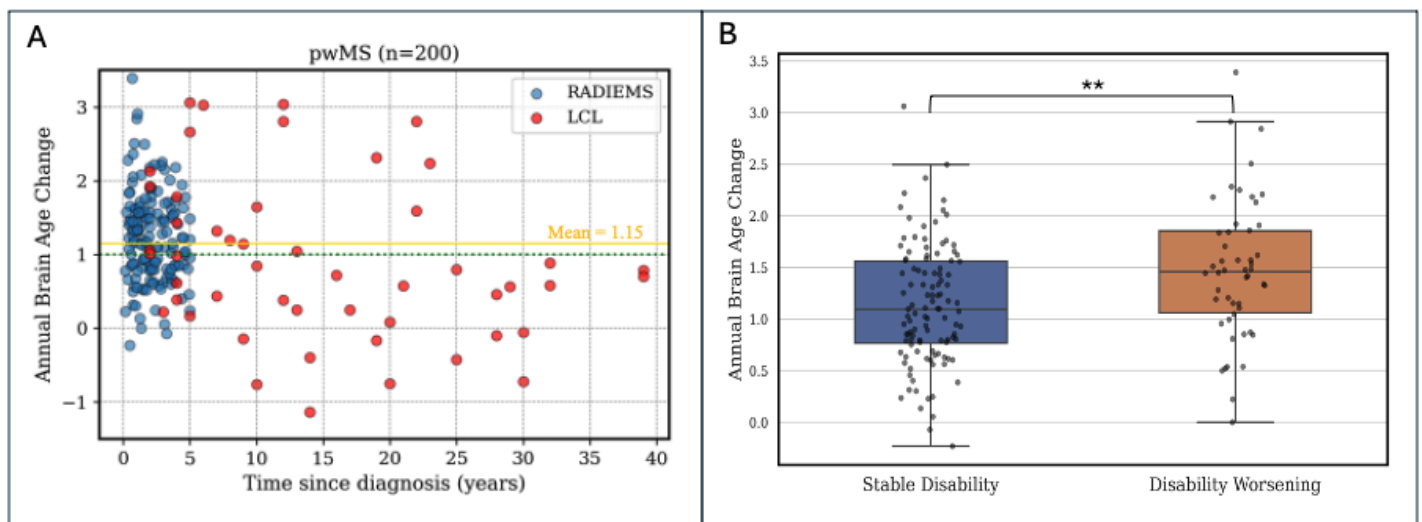 A
pwMS (n=200)
RADIEMS
LCL
Annual Brain Age Change
3
2
1
0
−1
Mean = 1.15
0 5 10 15 20 25 30 35 40
Time since diagnosis (years)
B
Annual Brain Age Change
3.5
3.0
2.5
2.0
1.5
1.0
0.5
0.0
**
Stable Disability Disability Worsening